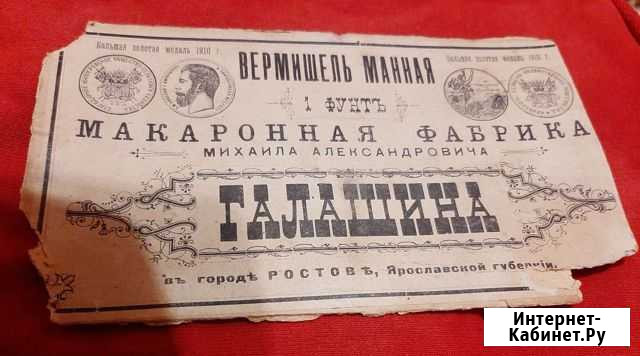 Большая золотая медаль 1910 г.
ВЕРМИШЕЛЬ МАННАЯ
Большая золотая медаль 1910 г.
1 ФУНТЪ
МАКАРОННАЯ ФАБРИКА
МИХАИЛА АЛЕКСАНДРОВИЧА
ГАЛАШИНА
въ городѣ РОСТОВѢ, Ярославской губерніи.
Интернет-
Кабинет.Ру